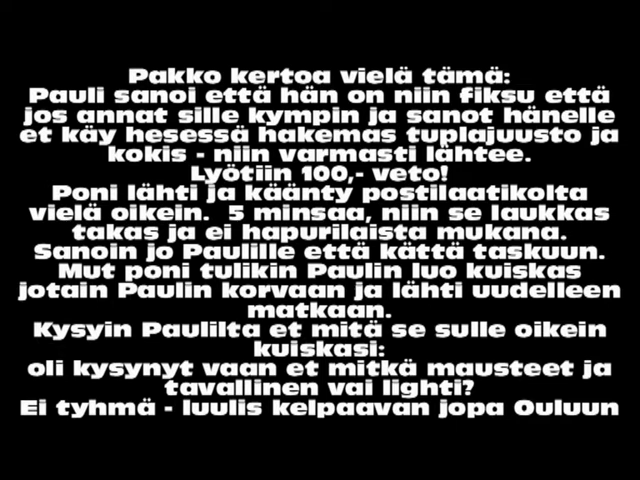 Pakko kertoa vielä tämä:
Pauli sanoi että hän on niin fiksu että
jos annat sille kympin ja sanot hänelle
et käy hesessä hakemas tuplajuusto ja
kokis - niin varmasti lähtee.
Lyötiin 100,- veto!
Poni lähti ja käänty postilaatikolta
vielä oikein.  5 minsaa, niin se laukkas
takas ja ei hapurilaista mukana.
Sanoin jo Paulille että kättä taskuun.
Mut poni tulikin Paulin luo kuiskas
jotain Paulin korvaan ja lähti uudelleen
matkaan.
Kysyin Paulilta et mitä se sulle oikein
kuiskasi:
oli kysynyt vaan et mitkä mausteet ja
tavallinen vai lighti?
Ei tyhmä - luulis kelpaavan jopa Ouluun